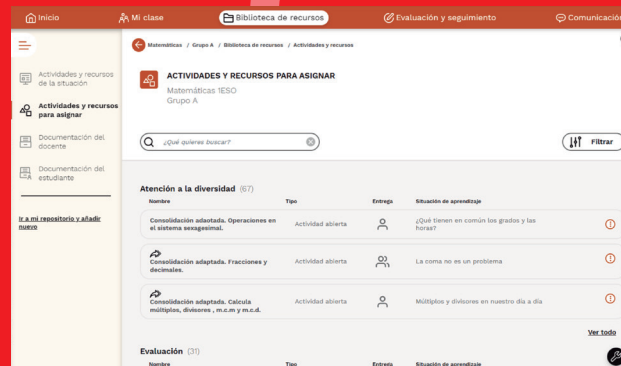 Inicio
Mi clase
Biblioteca de recursos
Evaluación y seguimiento
Comunicación
Matemáticas / Grupo A / Biblioteca de recursos / Actividades y recursos
Actividades y recursos
de la situación
Actividades y recursos
para asignar
Documentación del
docente
Documentación del
estudiante
Ir a mi repositorio y añadir
nuevo
ACTIVIDADES Y RECURSOS PARA ASIGNAR
Matemáticas 1ESO
Grupo A
¿Qué quieres buscar?
Filtrar
Atención a la diversidad (67)
Nombre Tipo Entrega Situación de aprendizaje
Consolidación adaptada. Operaciones en
el sistema sexagesimal.
Actividad abierta
¿Qué tienen en común los grados y las
horas?
Consolidación adaptada. Fracciones y
decimales.
Actividad abierta
La coma no es un problema
Consolidación adaptada. Calcula
múltiplos, divisores , m.c.m y m.c.d.
Actividad abierta
Múltiplos y divisores en nuestro día a día
Ver todo
Evaluación (31)
Nombre Tipo Entrega Situación de aprendizaje